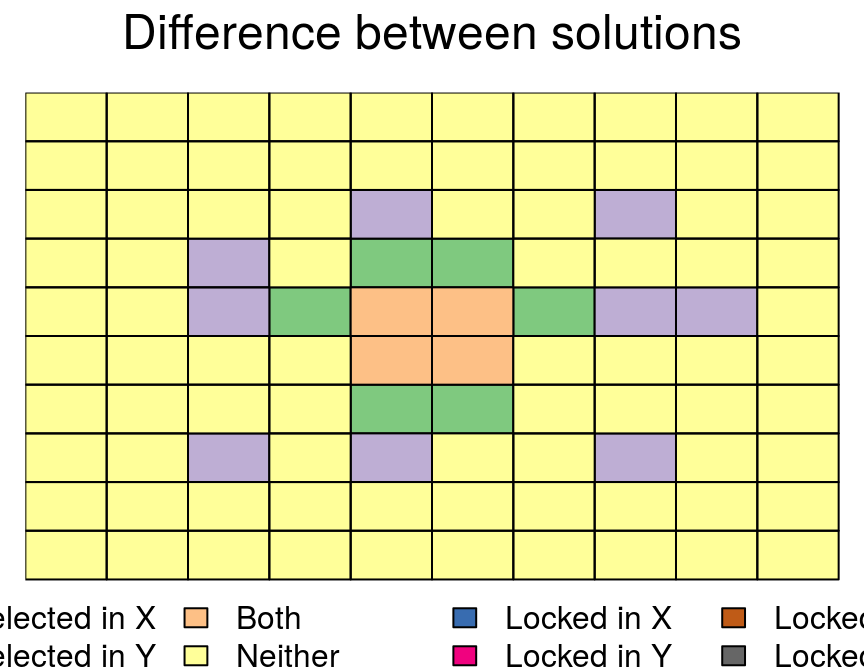 Difference between solutions
elected in X Both Locked in X Locked
elected in Y Neither Locked in Y Locked